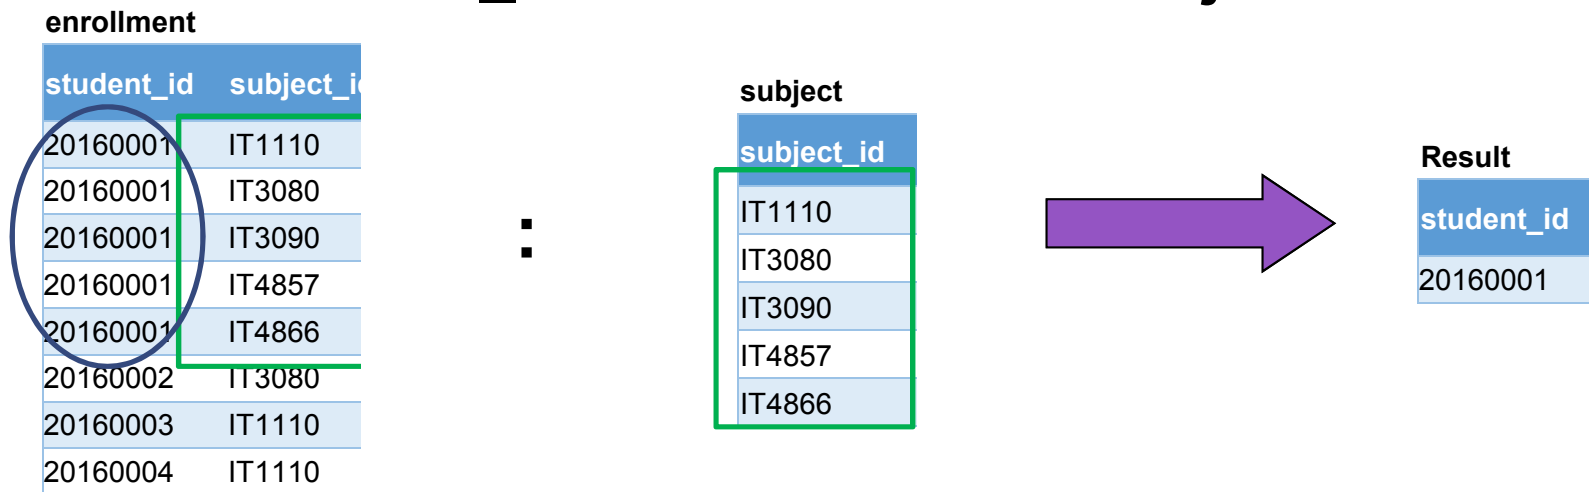 enrollment
student_id subject_i
20160001 IT1110
20160001 IT3080
20160001 IT3090
20160001 IT4857
20160001 IT4866
20160002 IT3080
20160003 IT1110
20160004 IT1110
:
subject
subject_id
IT1110
IT3080
IT3090
IT4857
IT4866
Result
student_id
20160001